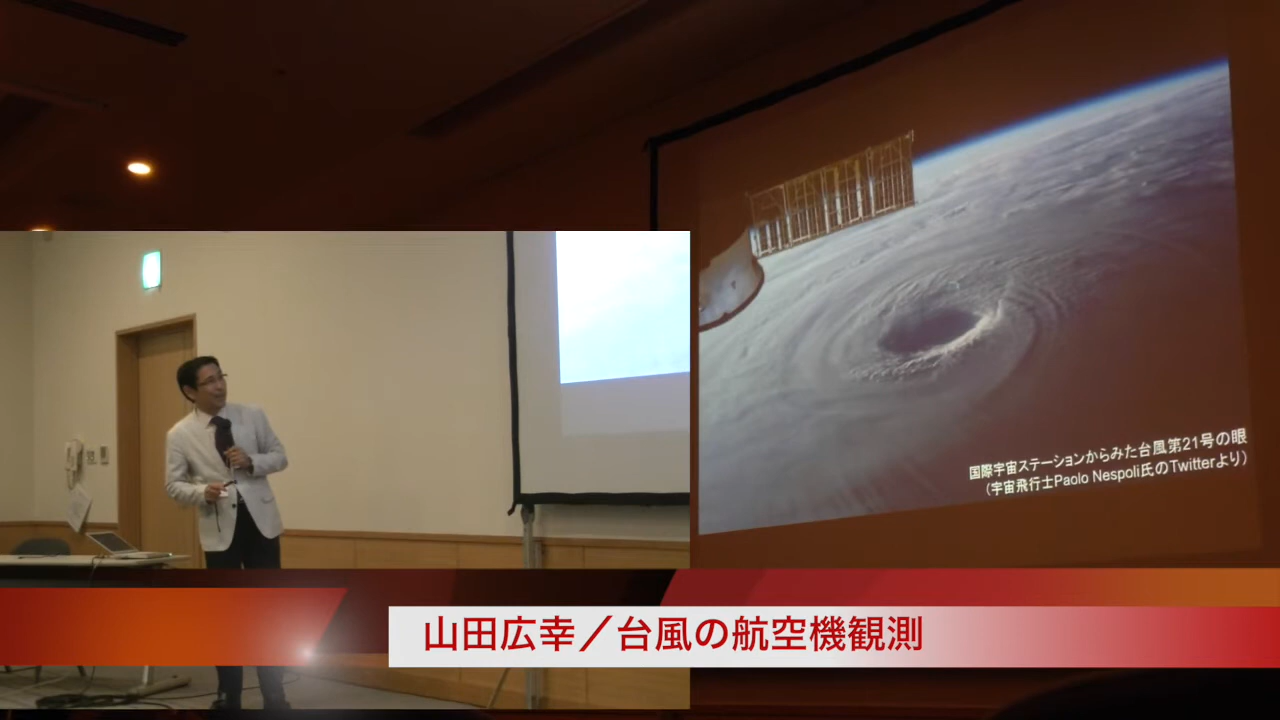 国際宇宙ステーションからみた台風第21号の眼
(宇宙飛行士Paolo Nespoli氏のTwitterより)
山田広幸／台風の航空機観測